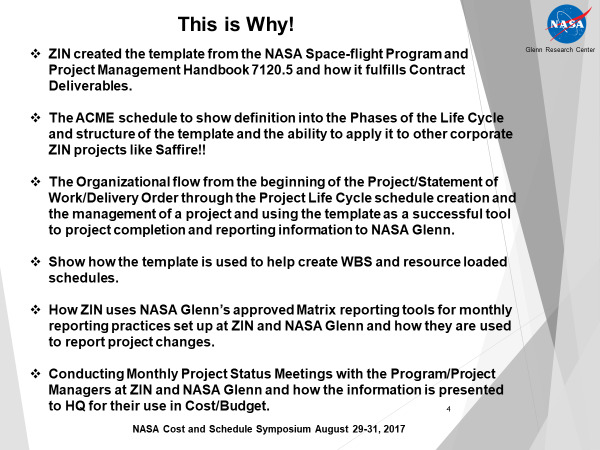 This is Why!
NASA
Glenn Research Center
❖ ZIN created the template from the NASA Space-flight Program and
Project Management Handbook 7120.5 and how it fulfills Contract
Deliverables.
❖ The ACME schedule to show definition into the Phases of the Life Cycle
and structure of the template and the ability to apply it to other corporate
ZIN projects like Saffire!!
❖ The Organizational flow from the beginning of the Project/Statement of
Work/Delivery Order through the Project Life Cycle schedule creation and
the management of a project and using the template as a successful tool
to project completion and reporting information to NASA Glenn.
❖ Show how the template is used to help create WBS and resource loaded
schedules.
❖ How ZIN uses NASA Glenn's approved Matrix reporting tools for monthly
reporting practices set up at ZIN and NASA Glenn and how they are used
to report project changes.
❖ Conducting Monthly Project Status Meetings with the Program/Project
Managers at ZIN and NASA Glenn and how the information is presented
to HQ for their use in Cost/Budget.
4
NASA Cost and Schedule Symposium August 29-31, 2017